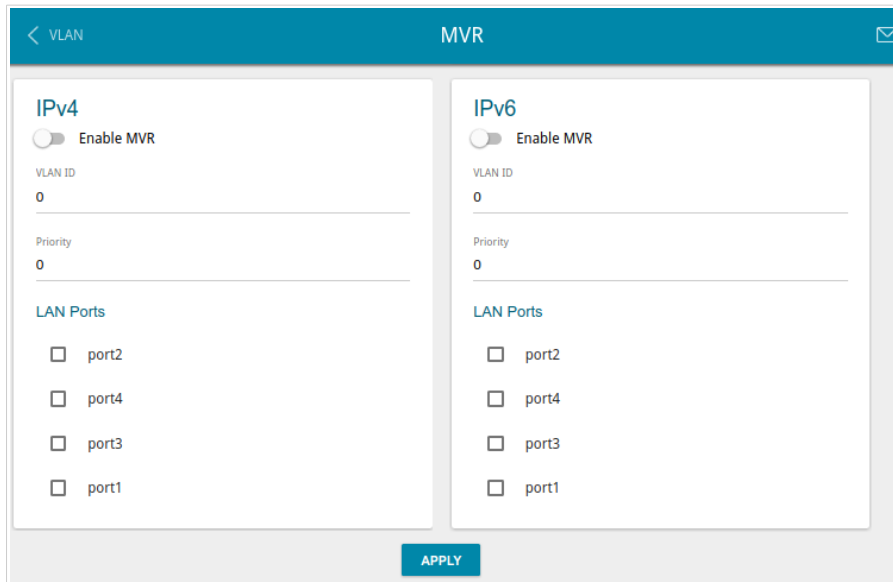 VLAN
MVR
IPv4
Enable MVR
VLAN ID
0
Priority
0
LAN Ports
port2
port4
port3
port1
IPv6
Enable MVR
VLAN ID
0
Priority
0
LAN Ports
port2
port4
port3
port1
APPLY